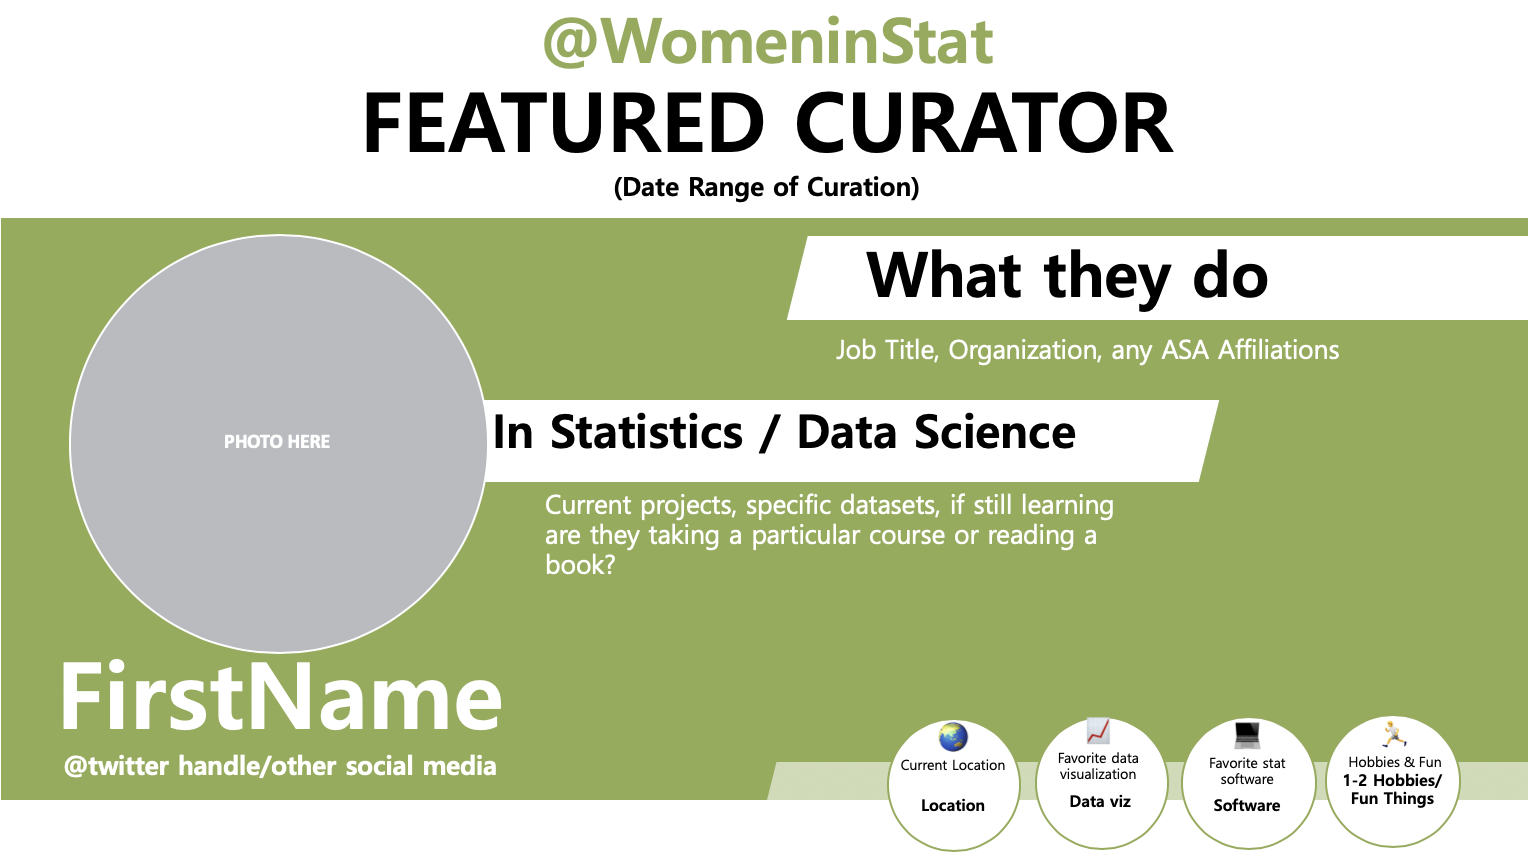 @WomeninStat
FEATURED CURATOR
(Date Range of Curation)
What they do
Job Title, Organization, any ASA Affiliations
PHOTO HERE
In Statistics / Data Science
Current projects, specific datasets, if still learning
are they taking a particular course or reading a
book?
FirstName
@twitter handle/other social media
Current Location
Location
Favorite data
visualization
Data viz
Favorite stat
software
Software
Hobbies & Fun
1-2 Hobbies/
Fun Things